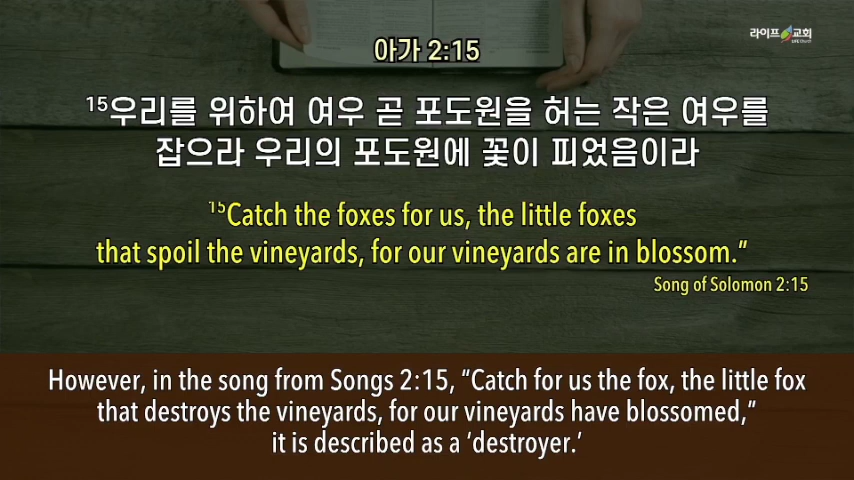 라이프교회
LIFE Church
아가 2:15
15우리를 위하여 여우 곧 포도원을 허는 작은 여우를
잡으라 우리의 포도원에 꽃이 피었음이라
15Catch the foxes for us, the little foxes
that spoil the vineyards, for our vineyards are in blossom.”
Song of Solomon 2:15
However, in the song from Songs 2:15, “Catch for us the fox, the little fox
that destroys the vineyards, for our vineyards have blossomed,”
it is described as a ‘destroyer.’